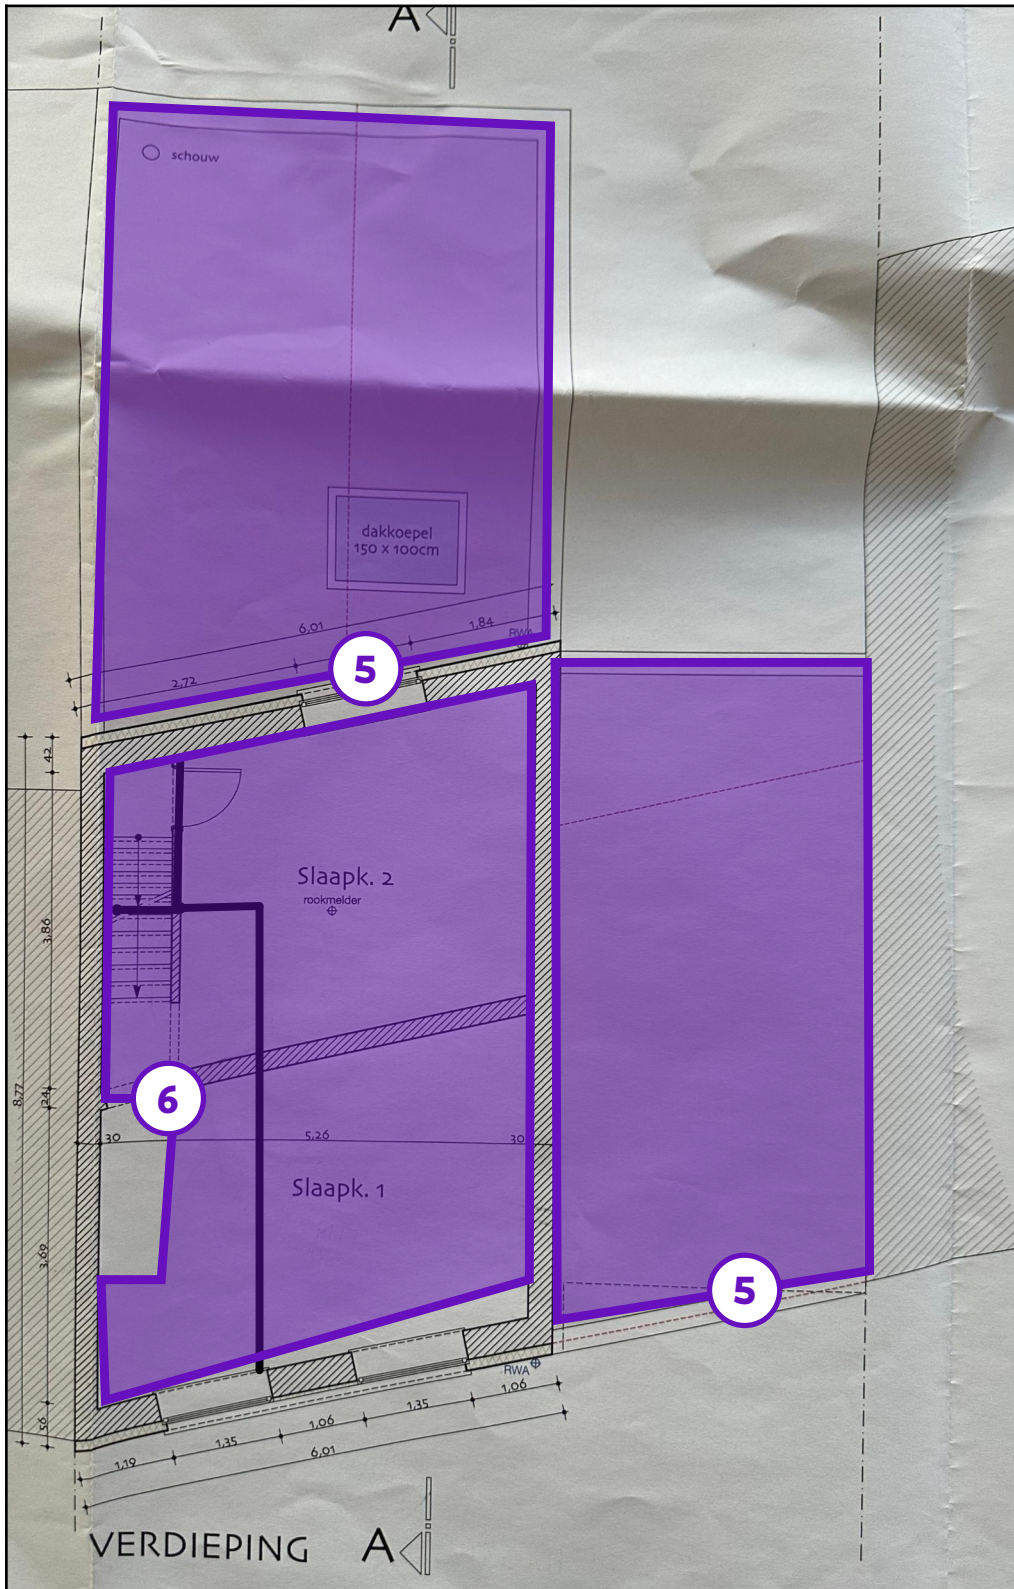 A
schouw
dakkoepel
150 x 100cm
6,01
1,84
RWA
5
2,72
42
Slaapk. 2
rookmelder
3,86
8,77
24
6
30
5,26
30
Slaapk. 1
3,69
5
RWA
56
1,06
1,35
1,06
1,35
1,19
6,01
VERDIEPING
A